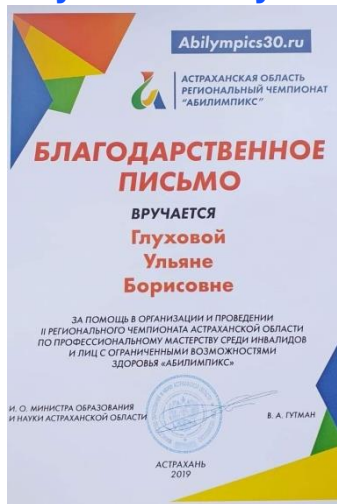 Abilympics30.ru
АСТРАХАНСКАЯ ОБЛАСТЬ
РЕГИОНАЛЬНЫЙ ЧЕМПИОНАТ
"АБИЛИМПИКС"
БЛАГОДАРСТВЕННОЕ
ПИСЬМО
ВРУЧАЕТСЯ
Глуховой
Ульяне
Борисовне
ЗА ПОМОЩЬ В ОРГАНИЗАЦИИ И ПРОВЕДЕНИИ
II РЕГИОНАЛЬНОГО ЧЕМПИОНАТА АСТРАХАНСКОЙ ОБЛАСТИ
ПО ПРОФЕССИОНАЛЬНОМУ МАСТЕРСТВУ СРЕДИ ИНВАЛИДОВ
И ЛИЦ С ОГРАНИЧЕННЫМИ ВОЗМОЖНОСТЯМИ
ЗДОРОВЬЯ «АБИЛИМПИКС»
И. О. МИНИСТРА ОБРАЗОВАНИЯ
И НАУКИ АСТРАХАНСКОЙ ОБЛАСТИ
В. А. ГУТМАН
АСТРАХАНЬ
2019